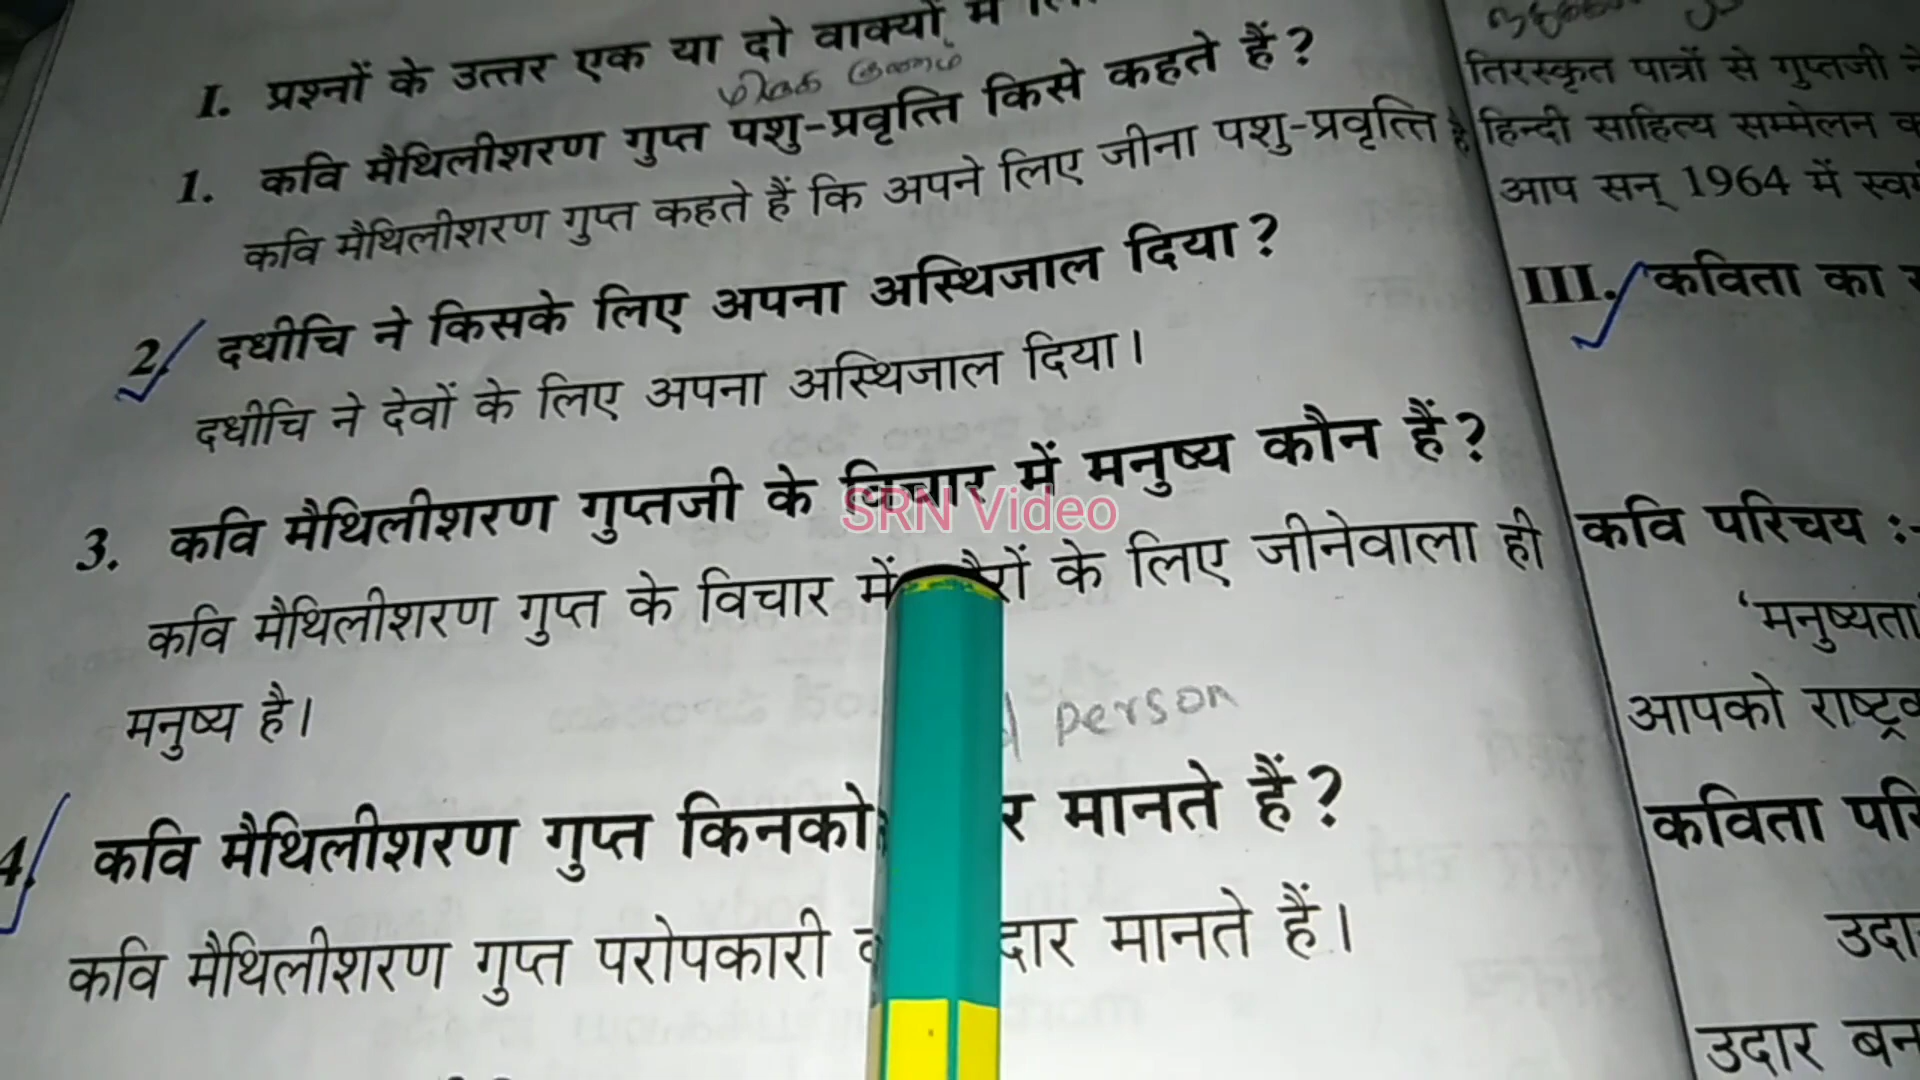 I. प्रश्नों के उत्तर एक या दो वाक्यों में
1. कवि मैथिलीशरण गुप्त पशु-प्रवृत्ति किसे कहते हैं?
कवि मैथिलीशरण गुप्त कहते हैं कि अपने लिए जीना पशु-प्रवृत्ति है
2. दधीचि ने किसके लिए अपना अस्थिजाल दिया?
दधीचि ने देवों के लिए अपना अस्थिजाल दिया।
3. कवि मैथिलीशरण गुप्तजी के विचार में मनुष्य कौन हैं?
SRN Video
कवि मैथिलीशरण गुप्त के विचार में के लिए जीनेवाला ही
मनुष्य है।
person
4. कवि मैथिलीशरण गुप्त किनको मानते हैं?
कवि मैथिलीशरण गुप्त परोपकारी मानते हैं।
तिरस्कृत पात्रों से गुप्तजी
हिन्दी साहित्य सम्मेलन
आप सन् 1964 में
III. कविता का
कवि परिचय :-
'मनुष्यता'
आपको
कविता
उदार बन